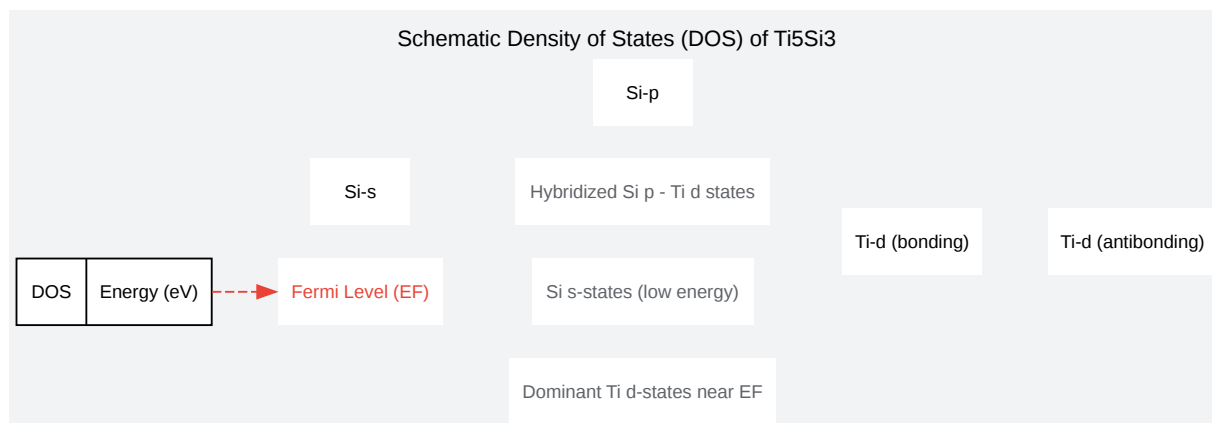 Schematic Density of States (DOS) of Ti5Si3
Si-p
Si-s
Hybridized Si p - Ti d states
Ti-d (bonding)
Ti-d (antibonding)
DOS
Energy (eV)
Fermi Level (EF)
Si s-states (low energy)
Dominant Ti d-states near EF